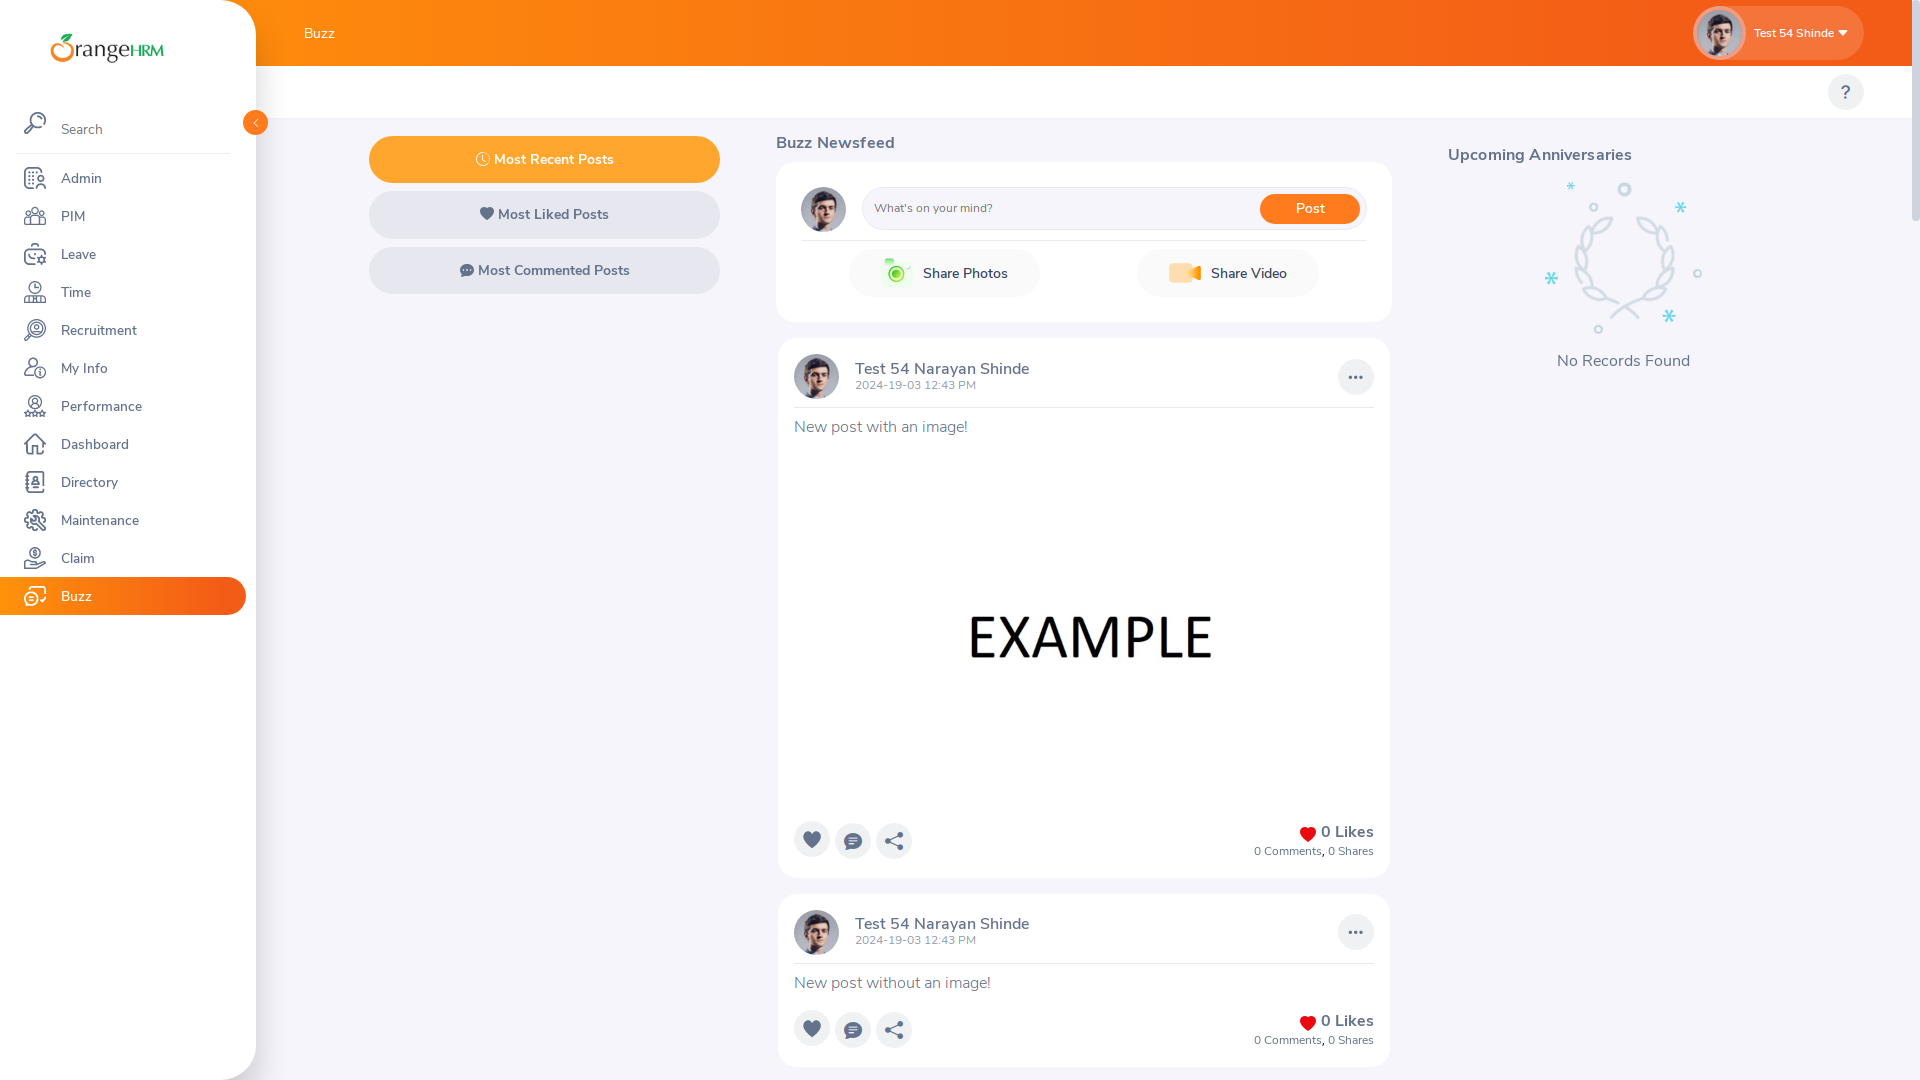 OrangeHRM
Search
Admin
PIM
Leave
Time
Recruitment
My Info
Performance
Dashboard
Directory
Maintenance
Claim
Buzz
Buzz
Test 54 Shinde
?
Most Recent Posts
Most Liked Posts
Most Commented Posts
Buzz Newsfeed
What's on your mind?
Post
Share Photos
Share Video
Test 54 Narayan Shinde
2024-19-03 12:43 PM
New post with an image!
EXAMPLE
0 Likes
0 Comments, 0 Shares
Test 54 Narayan Shinde
2024-19-03 12:43 PM
New post without an image!
0 Likes
0 Comments, 0 Shares
Upcoming Anniversaries
No Records Found